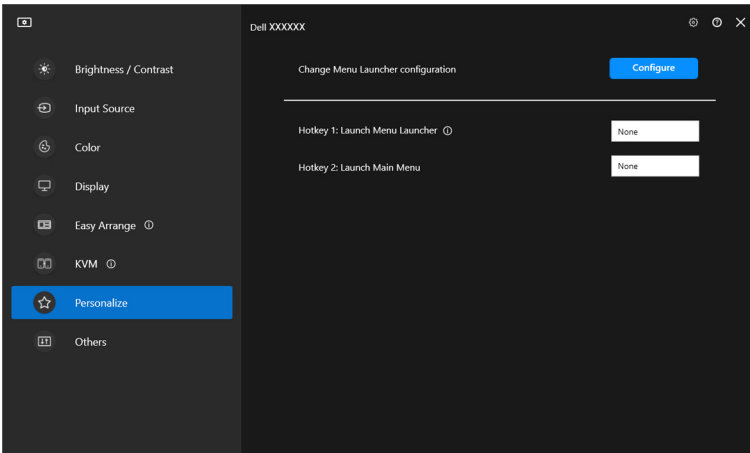 Dell XXXXXX
Brightness / Contrast
Input Source
Color
Display
Easy Arrange
KVM
Personalize
Others
Change Menu Launcher configuration
Configure
Hotkey 1: Launch Menu Launcher
None
Hotkey 2: Launch Main Menu
None